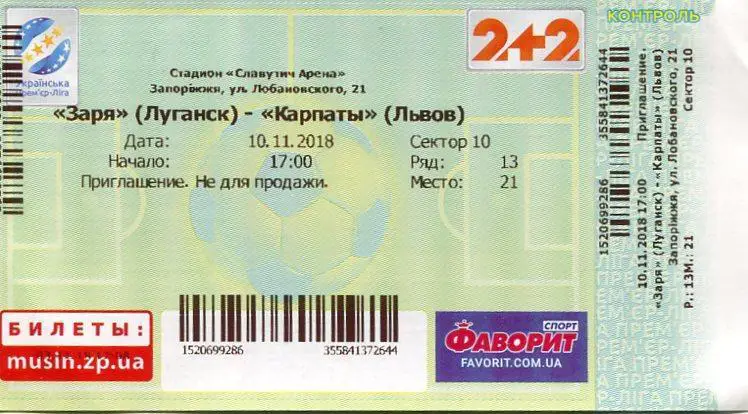 Українська
Прем'єр-Ліга
2+2
Стадион «Славутич Арена»
Запоріжжя, ул Лобановского, 21
«Заря» (Луганск) - «Карпаты» (Львов)
Дата: 10.11.2018 Сектор 10
Начало: 17:00 Ряд: 13
Приглашение. Не для продажи. Место: 21
БИЛЕТЫ:
musin.zp.ua
1520699286 355841372644
СПОРТ
ФАВОРИТ
FAVORIT.COM.UA
КОНТРОЛЬ
1520699286 355841372644
10.11.2018 17:00 Приглашение.
«Заря» (Луганск) - «Карпаты» (Львов)
Запоріжжя, ул. Лобановского, 21
Р.: 13М.: 21 Сектор 10